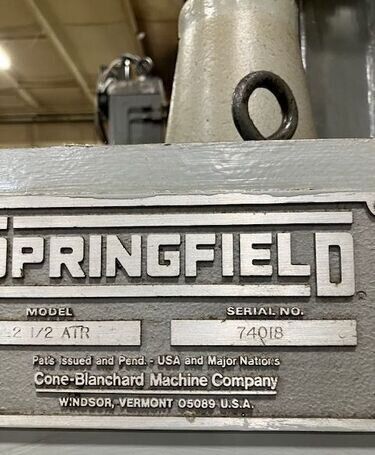 SPRINGFIELD
MODEL SERIAL NO.
2 1/2 ATR 74018
Pat's Issued and Pend. - USA and Major Nations
Cone-Blanchard Machine Company
WINDSOR, VERMONT 05089 U.S.A.